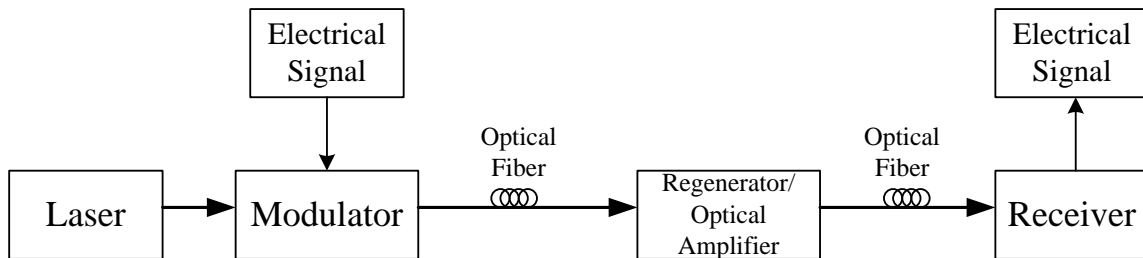 Electrical
Signal
Electrical
Signal
Optical
Fiber
Optical
Fiber
Laser
Modulator
Regenerator/
Optical
Amplifier
Receiver